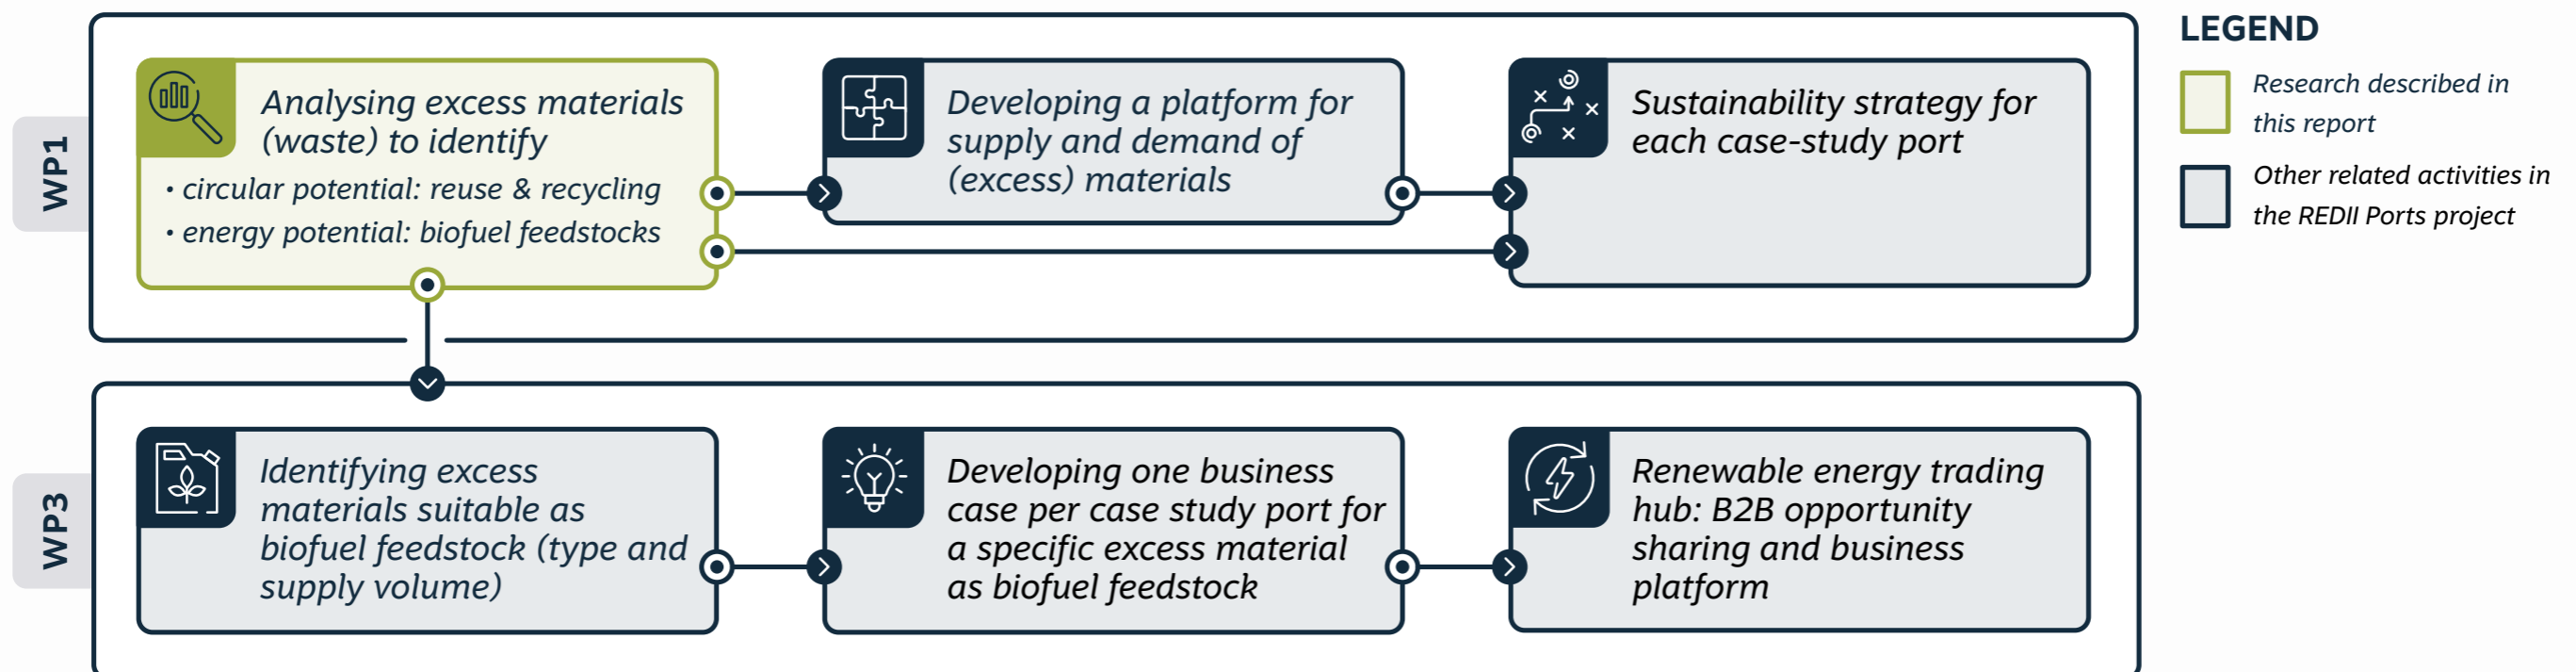 WP1
Analysing excess materials
(waste) to identify
• circular potential: reuse & recycling
• energy potential: biofuel feedstocks
Developing a platform for
supply and demand of
(excess) materials
Sustainability strategy for
each case-study port
LEGEND
Research described in
this report
Other related activities in
the REDII Ports project
WP3
Identifying excess
materials suitable as
biofuel feedstock (type and
supply volume)
Developing one business
case per case study port for
a specific excess material
as biofuel feedstock
Renewable energy trading
hub: B2B opportunity
sharing and business
platform